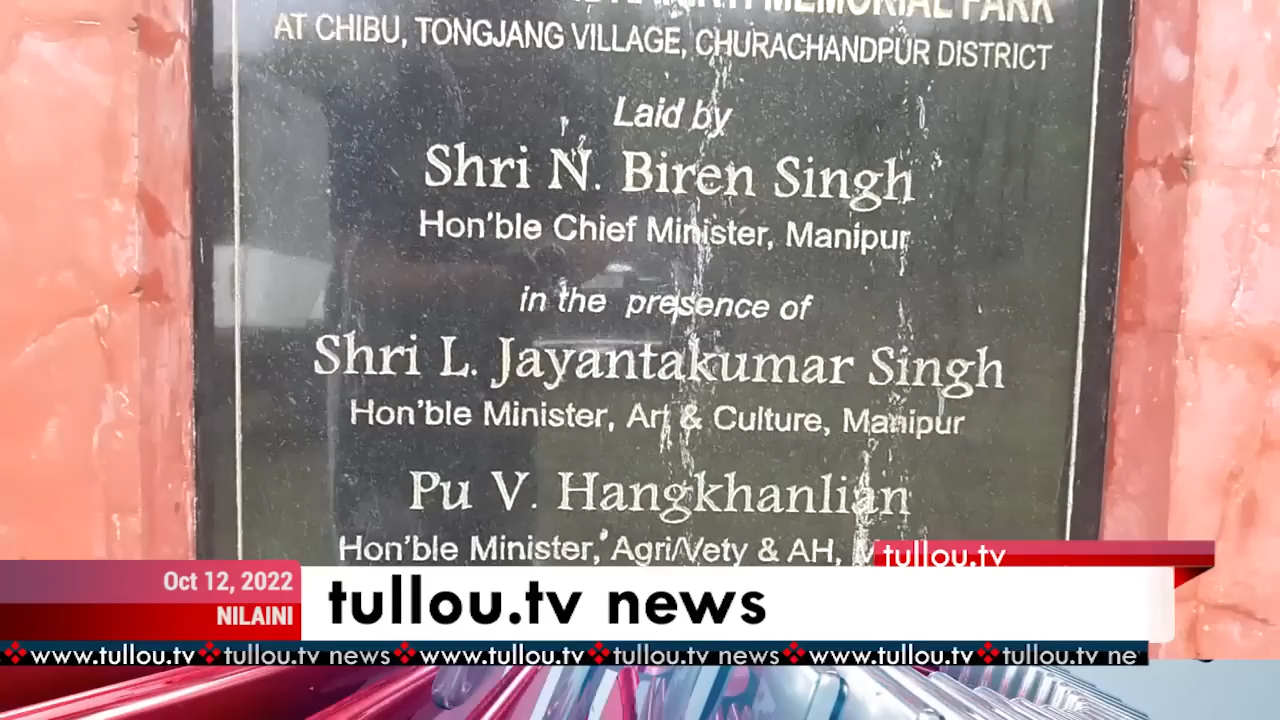 MEMORIAL PARK
AT CHIBU, TONGJANG VILLAGE, CHURACHANDPUR DISTRICT
Laid by
Shri N. Biren Singh
Hon'ble Chief Minister, Manipur
in the presence of
Shri L. Jayantakumar Singh
Hon'ble Minister, Art & Culture, Manipur
Pu V. Hangkhanlian
Hon'ble Minister, Agri/Vety & AH,
tullou.tv
Oct 12, 2022
NILAINI
tullou.tv news
www.tullou.tv tullou.tv news www.tullou.tv tullou.tv news www.tullou.tv tullou.tv ne